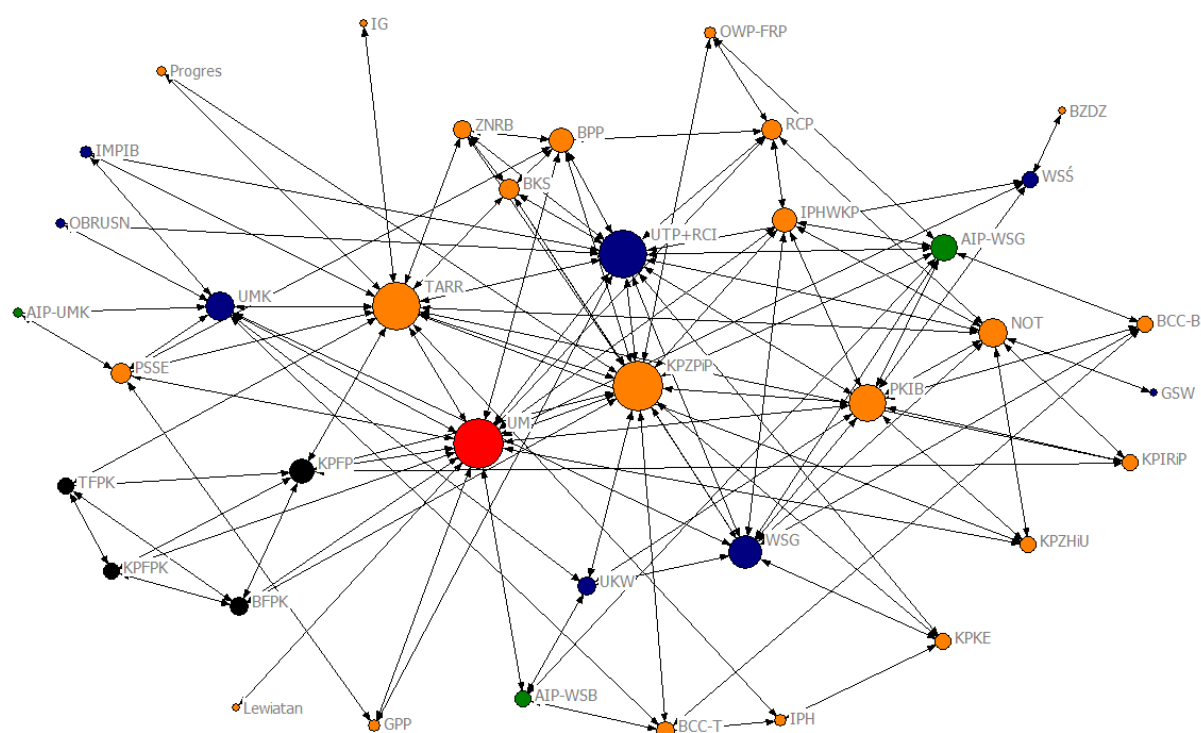 IG
OWP-FRP
Progres
BZDZ
ZNRB
BPP
RCP
IMPIB
WSŚ
BKS
IPHWKP
OBRUSN
UTP+RCI
AIP-WSG
UMK
TARR
AIP-UMK
BCC-B
NOT
PSSE
KPZPiP
PKIB
GSW
UM
KPFP
KPIRiP
TFPK
WSG
KPZHiU
KPFPK
UKW
BFPK
KPKE
AIP-WSB
Lewiatan
GPP
BCC-T
IPH